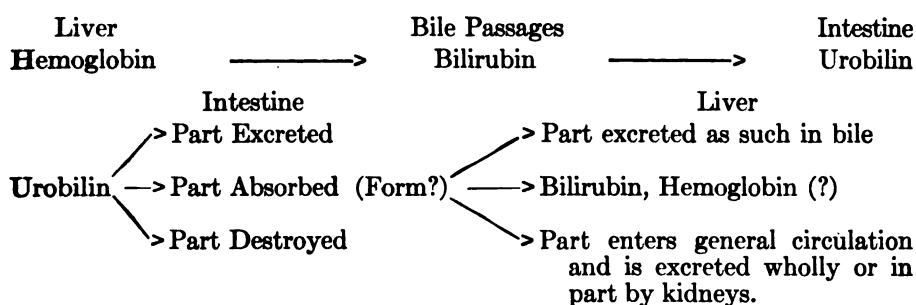 Liver Bile Passages Intestine
Hemoglobin Bilirubin Urobilin
Intestine Liver
Part Excreted Part excreted as such in bile
Urobilin Part Absorbed (Form?) Bilirubin, Hemoglobin (?)
Part Destroyed Part enters general circulation
and is excreted wholly or in
part by kidneys.